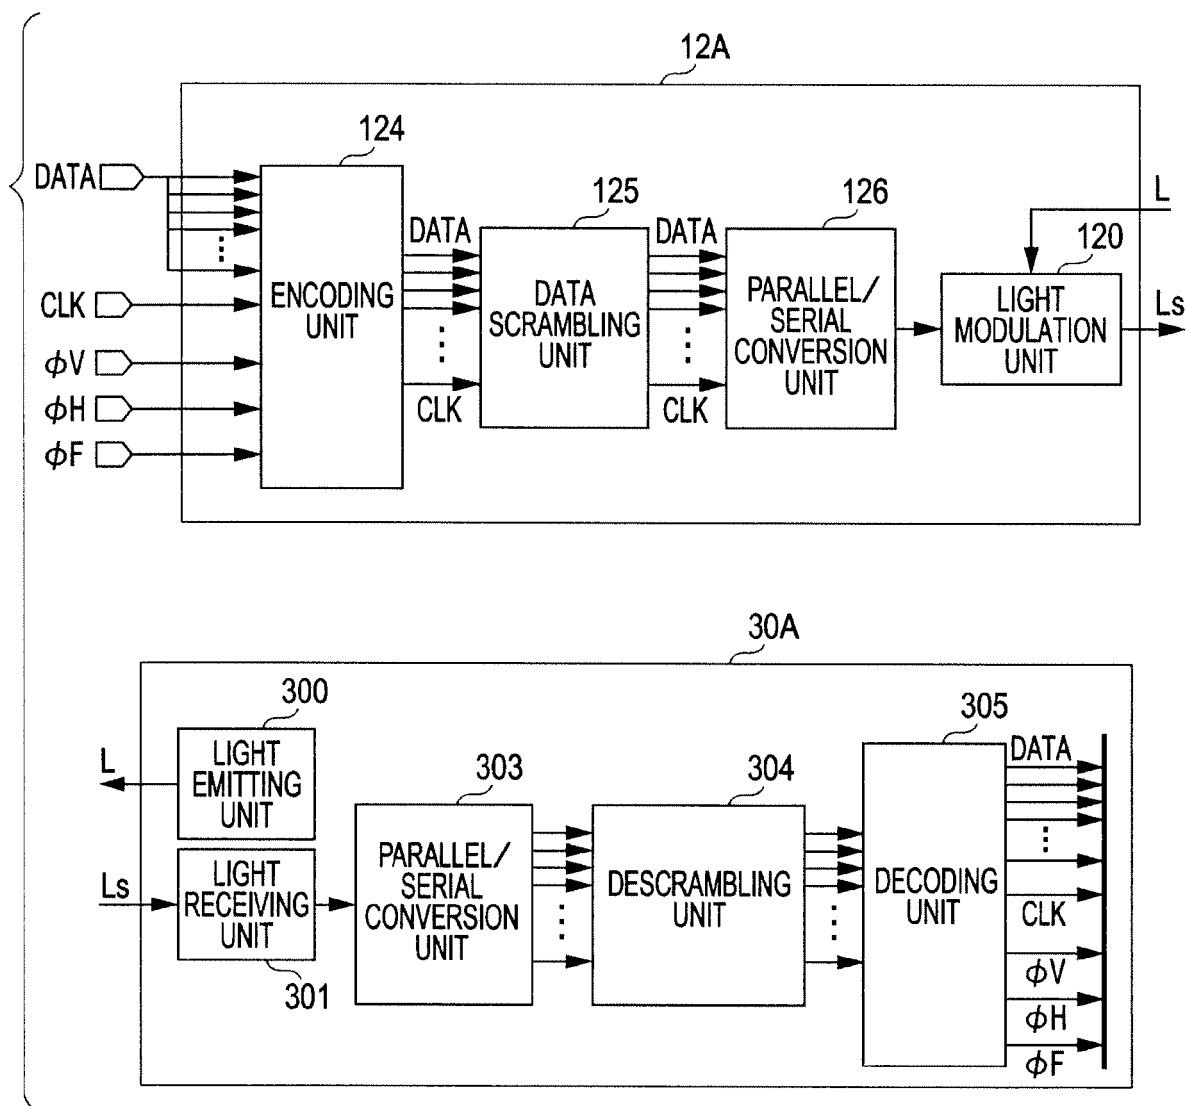 12A
124
DATA
CLK
ϕV
ϕH
ϕF
ENCODING
UNIT
DATA
CLK
125
DATA
SCRAMBLING
UNIT
DATA
CLK
126
PARALLEL/
SERIAL
CONVERSION
UNIT
L
120
LIGHT
MODULATION
UNIT
Ls
30A
300
LIGHT
EMITTING
UNIT
L
Ls
LIGHT
RECEIVING
UNIT
301
303
PARALLEL/
SERIAL
CONVERSION
UNIT
304
DESCRAMBLING
UNIT
305
DECODING
UNIT
DATA
CLK
ϕV
ϕH
ϕF